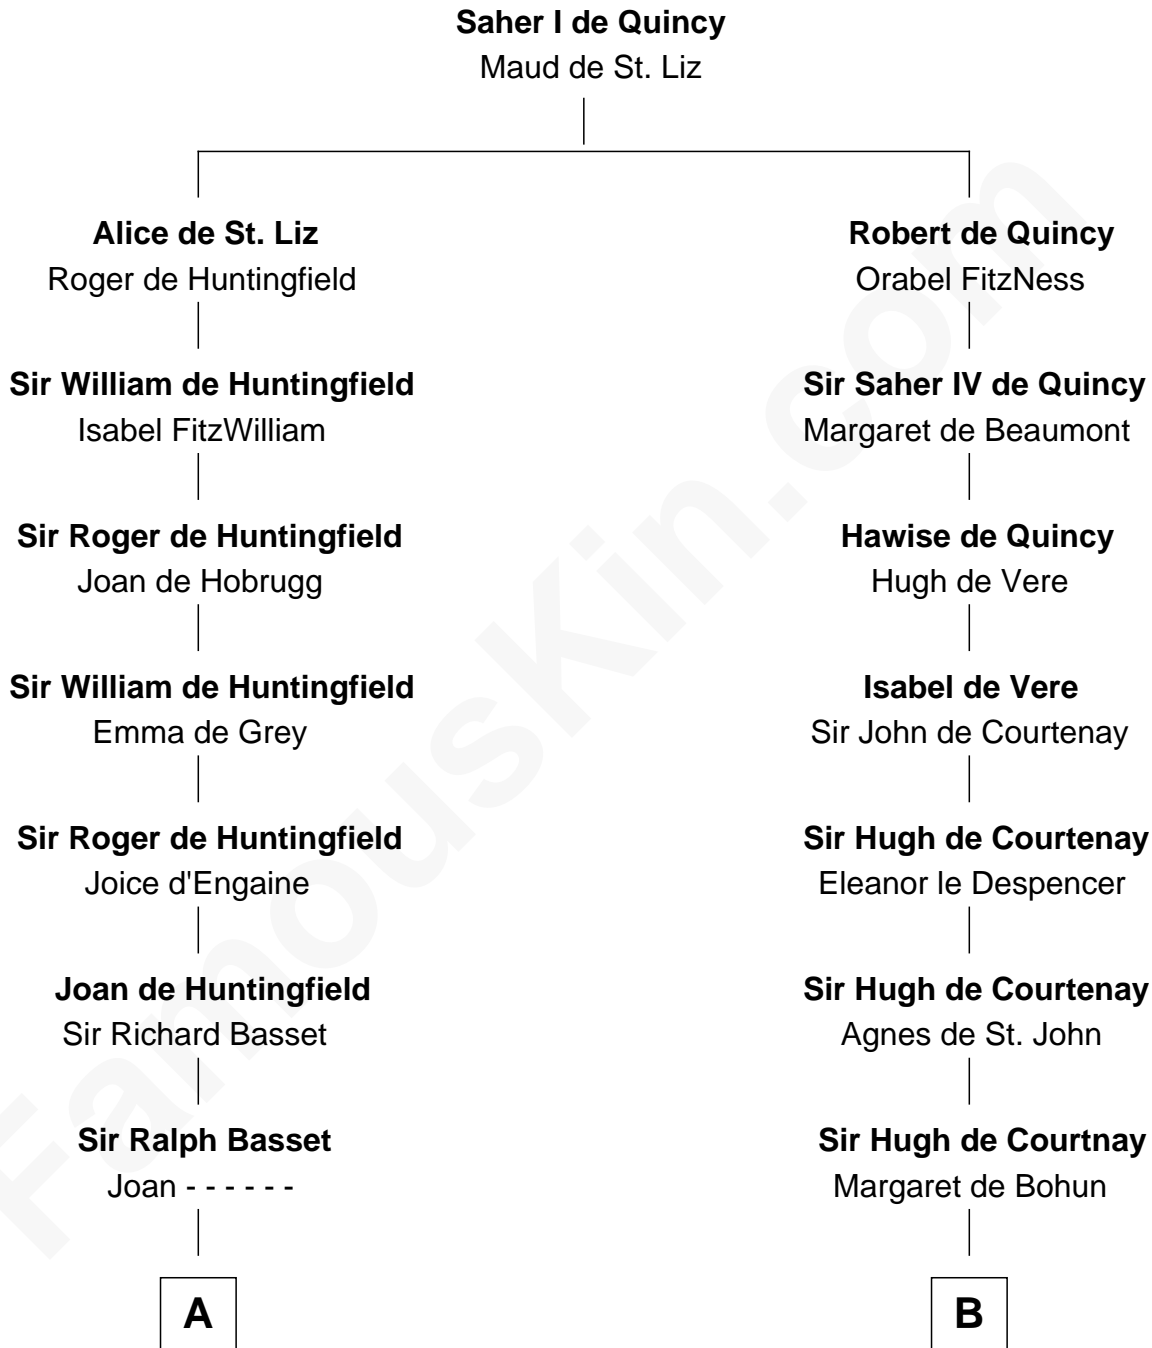 Saher I de Quincy
Maud de St. Liz
Alice de St. Liz
Roger de Huntingfield
Robert de Quincy
Orabel FitzNess
Sir William de Huntingfield
Isabel FitzWilliam
Sir Saher IV de Quincy
Margaret de Beaumont
Sir Roger de Huntingfield
Joan de Hobrugg
Hawise de Quincy
Hugh de Vere
Sir William de Huntingfield
Emma de Grey
Isabel de Vere
Sir John de Courtenay
Sir Roger de Huntingfield
Joice d'Engaine
Sir Hugh de Courtenay
Eleanor le Despencer
Joan de Huntingfield
Sir Richard Basset
Sir Hugh de Courtenay
Agnes de St. John
Sir Ralph Basset
Joan - - - - - -
Sir Hugh de Courtnay
Margaret de Bohun
A
B
FamousKin.com